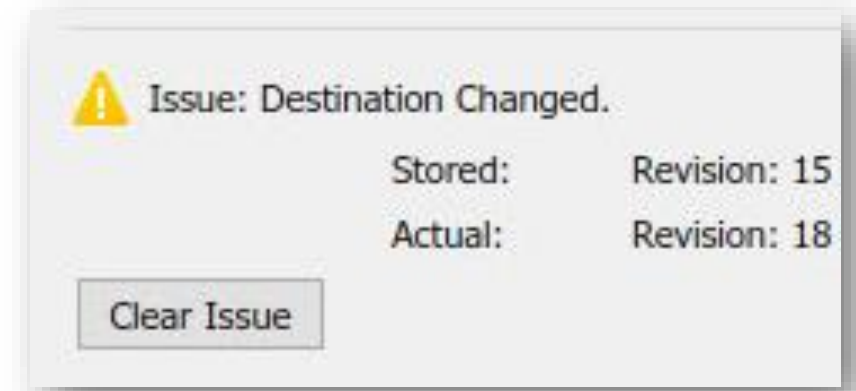 Issue: Destination Changed.
Stored: Revision: 15
Actual: Revision: 18
Clear Issue